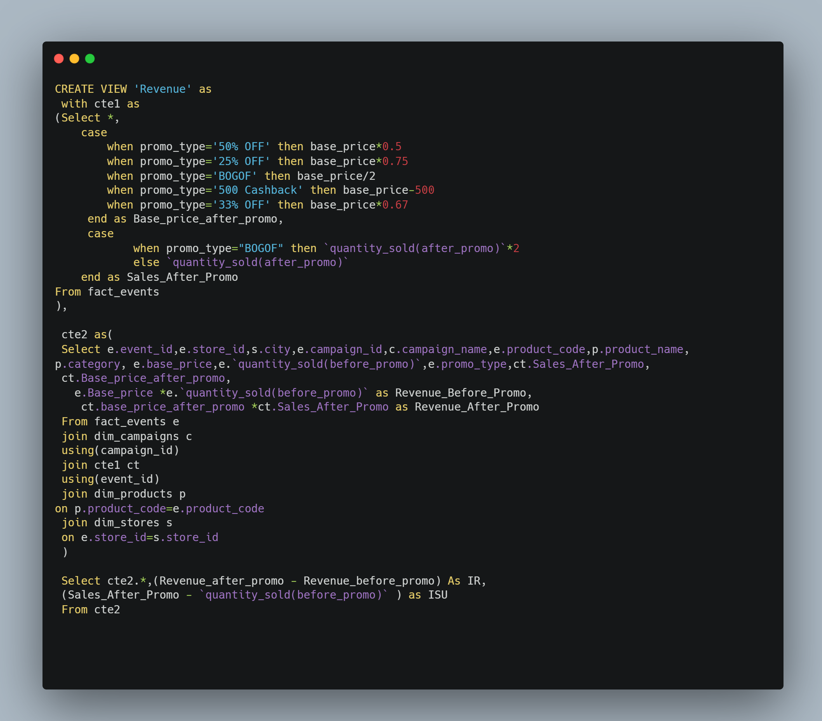 CREATE VIEW 'Revenue' as
with cte1 as
(Select *,
case
when promo_type='50% OFF' then base_price*0.5
when promo_type='25% OFF' then base_price*0.75
when promo_type='BOGOF' then base_price/2
when promo_type='500 Cashback' then base_price-500
when promo_type='33% OFF' then base_price*0.67
end as Base_price_after_promo,
case
when promo_type="BOGOF" then `quantity_sold(after_promo)`*2
else `quantity_sold(after_promo)`
end as Sales_After_Promo
From fact_events
),
cte2 as(
Select e.event_id,e.store_id,s.city,e.campaign_id,c.campaign_name,e.product_code,p.product_name,
p.category, e.base_price,e.`quantity_sold(before_promo)`,e.promo_type,ct.Sales_After_Promo,
ct.Base_price_after_promo,
e.Base_price *e.`quantity_sold(before_promo)` as Revenue_Before_Promo,
ct.base_price_after_promo *ct.Sales_After_Promo as Revenue_After_Promo
From fact_events e
join dim_campaigns c
using(campaign_id)
join cte1 ct
using(event_id)
join dim_products p
on p.product_code=e.product_code
join dim_stores s
on e.store_id=s.store_id
)
Select cte2.*,(Revenue_after_promo - Revenue_before_promo) As IR,
(Sales_After_Promo - `quantity_sold(before_promo)` ) as ISU
From cte2